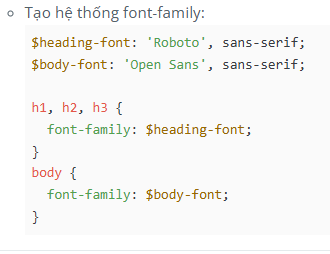 Tạo hệ thống font-family:
$heading-font: 'Roboto', sans-serif;
$body-font: 'Open Sans', sans-serif;

h1, h2, h3 {
  font-family: $heading-font;
}
body {
  font-family: $body-font;
}